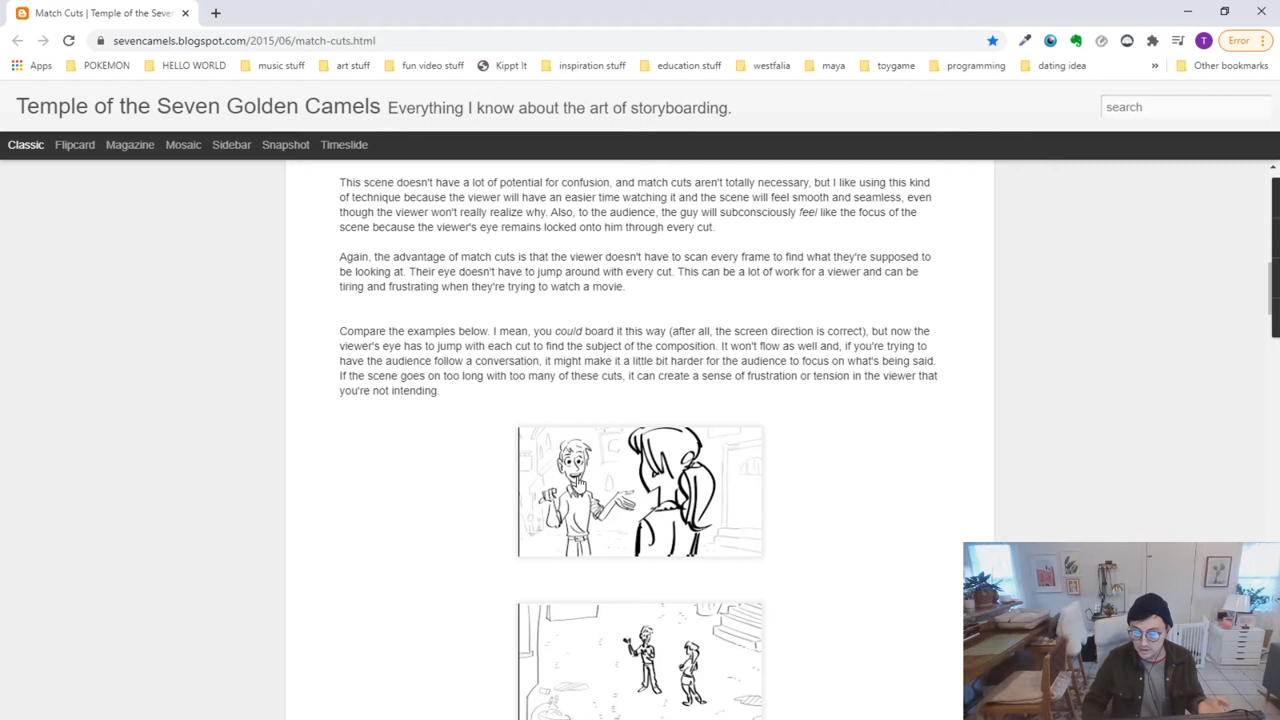 Match Cuts | Temple of the Seve
sevencamels.blogspot.com/2015/06/match-cuts.html
T
Error
Apps POKEMON HELLO WORLD music stuff art stuff fun video stuff Kippt It inspiration stuff education stuff westfalia maya toygame programming dating idea » Other bookmarks
Temple of the Seven Golden Camels Everything I know about the art of storyboarding.
search
Classic Flipcard Magazine Mosaic Sidebar Snapshot Timeslide
This scene doesn't have a lot of potential for confusion, and match cuts aren't totally necessary, but I like using this kind
of technique because the viewer will have an easier time watching it and the scene will feel smooth and seamless, even
though the viewer won't really realize why. Also, to the audience, the guy will subconsciously feel like the focus of the
scene because the viewer's eye remains locked onto him through every cut.
Again, the advantage of match cuts is that the viewer doesn't have to scan every frame to find what they're supposed to
be looking at. Their eye doesn't have to jump around with every cut. This can be a lot of work for a viewer and can be
tiring and frustrating when they're trying to watch a movie.
Compare the examples below. I mean, you could board it this way (after all, the screen direction is correct), but now the
viewer's eye has to jump with each cut to find the subject of the composition. It won't flow as well and, if you're trying to
have the audience follow a conversation, it might make it a little bit harder for the audience to focus on what's being said.
If the scene goes on too long with too many of these cuts, it can create a sense of frustration or tension in the viewer that
you're not intending.